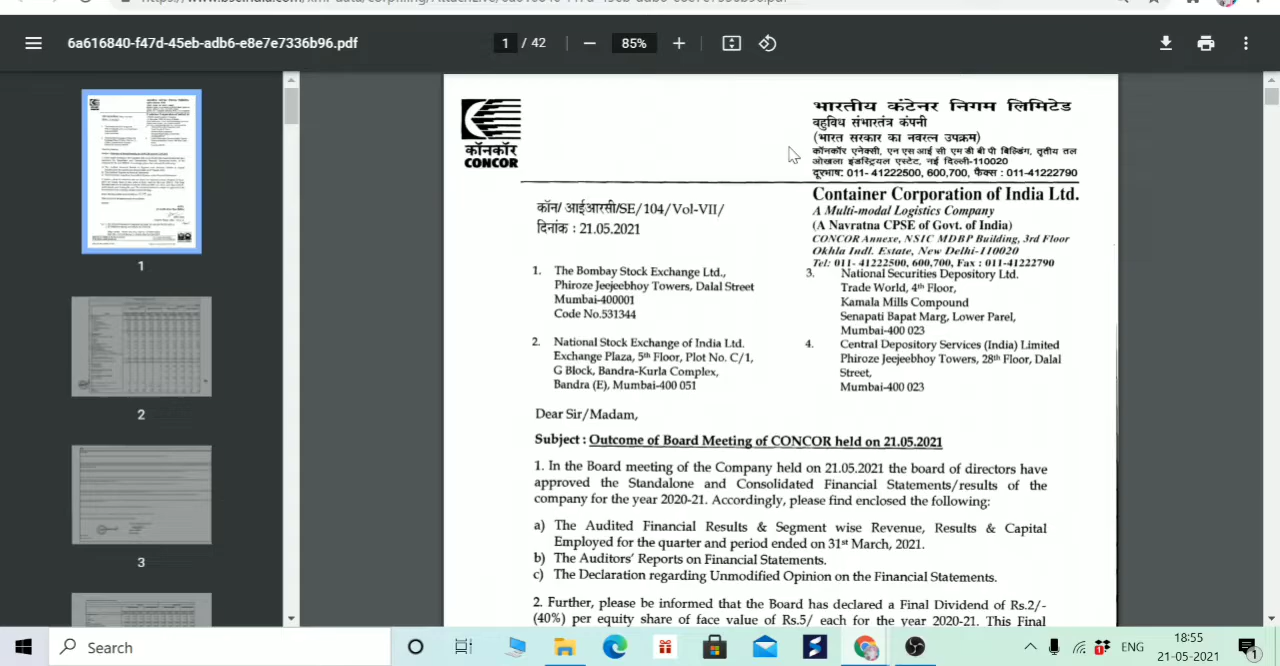 6a616840-f47d-45eb-adb6-e8e7e7336b96.pdf
1 / 42
85%
1
2
3
कॉनकॉर
CONCOR
भारतीय कंटेनर निगम लिमिटेड
बहुविध संभारतंत्र कंपनी
(भारत सरकार का नवरत्न उपक्रम)
कॉनकॉर एनेक्सी, एन एस आई सी एम डी बी पी बिल्डिंग, तृतीय तल
ओखला इंडस्ट्रियल एस्टेट, नई दिल्ली-110020
दूरभाष: 011- 41222500, 600,700, फैक्स : 011-41222790
Container Corporation of India Ltd.
A Multi-modal Logistics Company
(A Navratna CPSE of Govt. of India)
CONCOR Annexe, NSIC MDBP Building, 3rd Floor
Okhla Indl. Estate, New Delhi-110020
Tel: 011- 41222500, 600,700, Fax : 011-41222790
कॉन/ आईआरसी/SE/104/Vol-VII/
दिनांक : 21.05.2021
1. The Bombay Stock Exchange Ltd.,
Phiroze Jeejeebhoy Towers, Dalal Street
Mumbai-400001
Code No.531344
2. National Stock Exchange of India Ltd.
Exchange Plaza, 5th Floor, Plot No. C/1,
G Block, Bandra-Kurla Complex,
Bandra (E), Mumbai-400 051
3. National Securities Depository Ltd.
Trade World, 4th Floor,
Kamala Mills Compound
Senapati Bapat Marg, Lower Parel,
Mumbai-400 023
4. Central Depository Services (India) Limited
Phiroze Jeejeebhoy Towers, 28th Floor, Dalal
Street,
Mumbai-400 023
Dear Sir/Madam,
Subject : Outcome of Board Meeting of CONCOR held on 21.05.2021
1. In the Board meeting of the Company held on 21.05.2021 the board of directors have
approved the Standalone and Consolidated Financial Statements/results of the
company for the year 2020-21. Accordingly, please find enclosed the following:
a) The Audited Financial Results & Segment wise Revenue, Results & Capital
Employed for the quarter and period ended on 31st March, 2021.
b) The Auditors' Reports on Financial Statements.
c) The Declaration regarding Unmodified Opinion on the Financial Statements.
2. Further, please be informed that the Board has declared a Final Dividend of Rs.2/-
(40%) per equity share of face value of Rs.5/ each for the year 2020-21. This Final
Search
ENG
18:55
21-05-2021
1